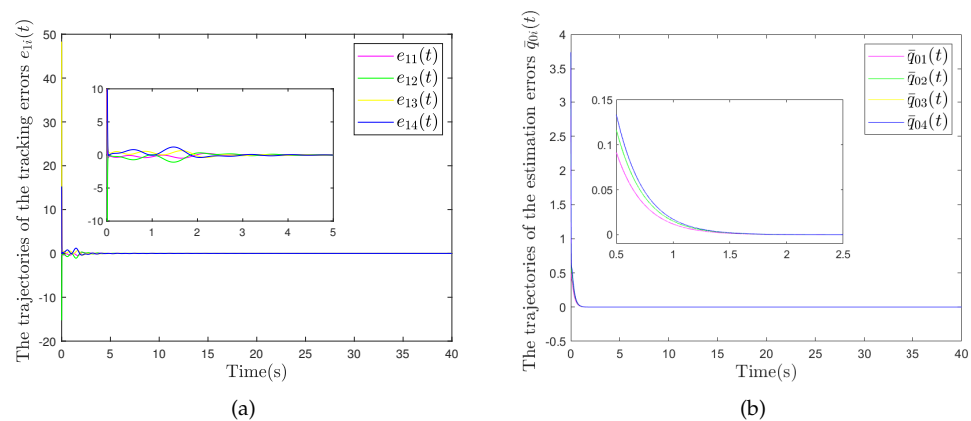 The trajectories of the tracking errors e₁ᵢ(t)
50
40
30
20
10
0
-10
-20
0 5 10 15 20 25 30 35 40
Time(s)
e₁₁(t)
e₁₂(t)
e₁₃(t)
e₁₄(t)
10
5
0
-5
-10
0 1 2 3 4 5
(a)
The trajectories of the estimation errors q̄₀ᵢ(t)
4
3.5
3
2.5
2
1.5
1
0.5
0
-0.5
0 5 10 15 20 25 30 35 40
Time(s)
q̄₀₁(t)
q̄₀₂(t)
q̄₀₃(t)
q̄₀₄(t)
0.15
0.1
0.05
0
0.5 1 1.5 2 2.5
(b)